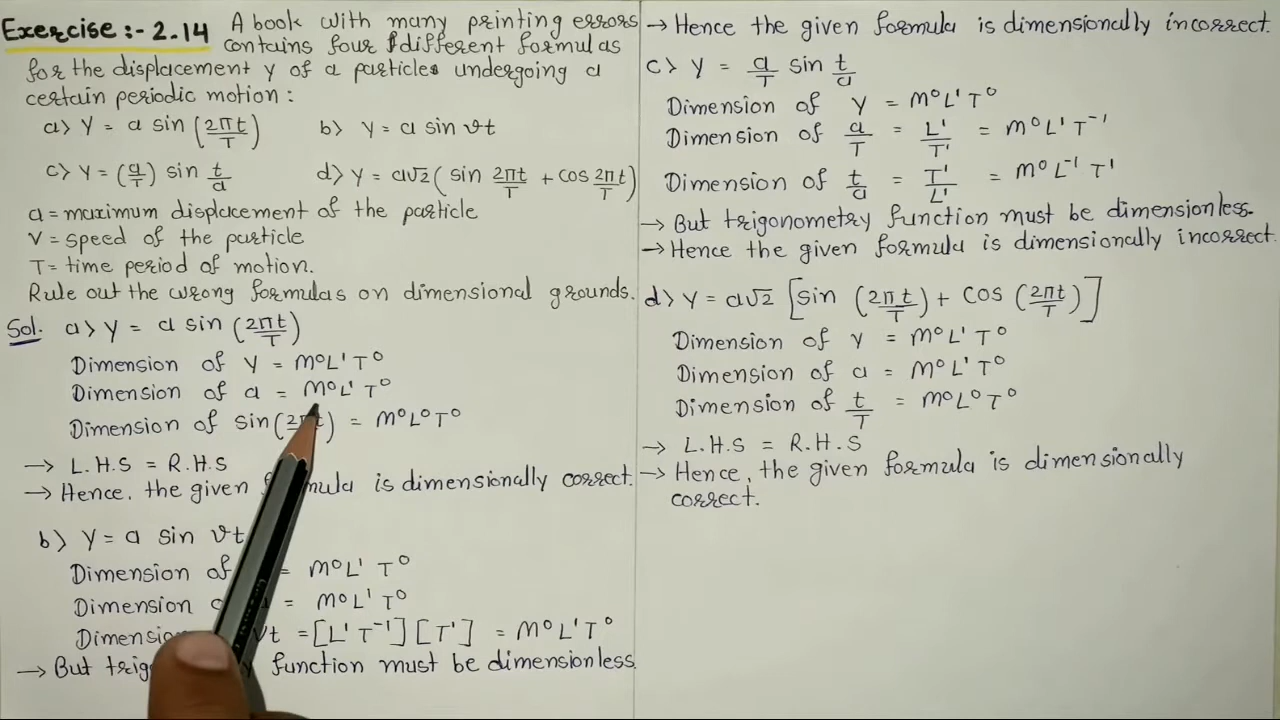 Exercise :- 2.14 A book with many printing errors
contains four different formulas
for the displacement y of a particles undergoing a
certain periodic motion :
a) Y = a sin (2πt/T) b) Y = a sin vt
c) Y = (a/T) sin t/a d) Y = a√2 ( sin 2πt/T + cos 2πt/T )
a = maximum displacement of the particle
V = speed of the particle
T = time period of motion.
Rule out the wrong formulas on dimensional grounds.
Sol. a) y = a sin (2πt/T)
Dimension of Y = M⁰L¹T⁰
Dimension of a = M⁰L¹T⁰
Dimension of sin( ) = M⁰L⁰T⁰
→ L.H.S = R.H.S
→ Hence, the given formula is dimensionally correct.
b) Y = a sin vt
Dimension of = M⁰L¹T⁰
Dimension = M⁰L¹T⁰
Dimension vt = [L¹T⁻¹][T¹] = M⁰L¹T⁰
→ But function must be dimensionless.
→ Hence the given formula is dimensionally incorrect.
c) Y = a/T sin t/a
Dimension of Y = M⁰L¹T⁰
Dimension of a/T = L¹/T¹ = M⁰L¹T⁻¹
Dimension of t/a = T¹/L¹ = M⁰L⁻¹T¹
→ But trigonometry function must be dimensionless.
→ Hence the given formula is dimensionally incorrect.
d) Y = a√2 [sin (2πt/T) + cos (2πt/T)]
Dimension of Y = M⁰L¹T⁰
Dimension of a = M⁰L¹T⁰
Dimension of t/T = M⁰L⁰T⁰
→ L.H.S = R.H.S
→ Hence, the given formula is dimensionally
correct.